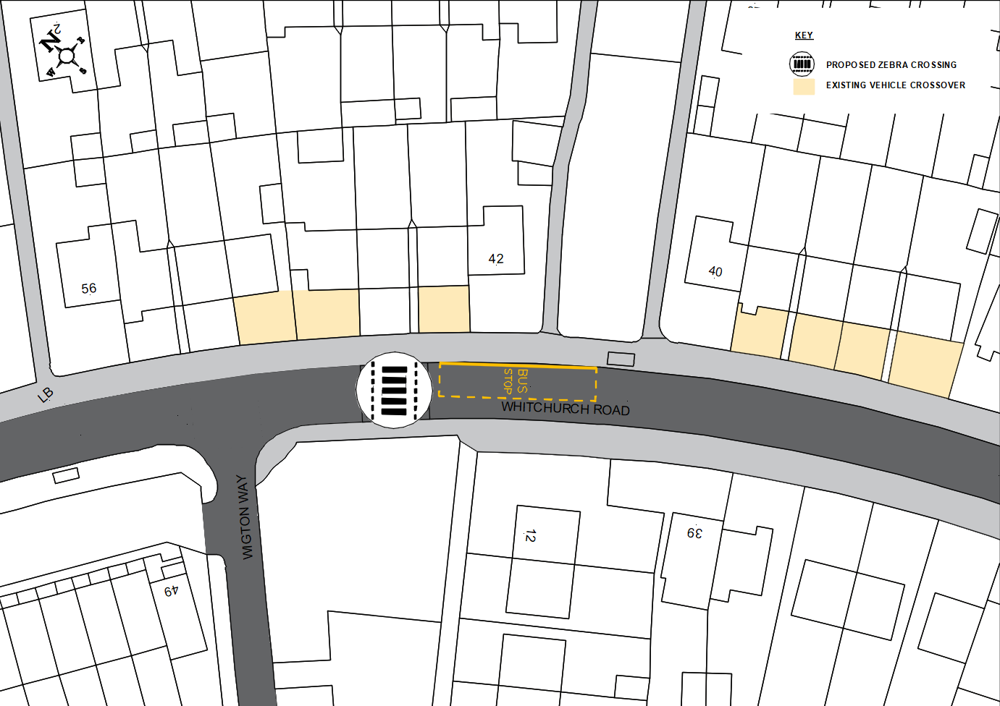 2
N
E
W
S
KEY
PROPOSED ZEBRA CROSSING
EXISTING VEHICLE CROSSOVER
42
40
56
BUS
STOP
LB
WHITCHURCH ROAD
WIGTON WAY
12
39
49